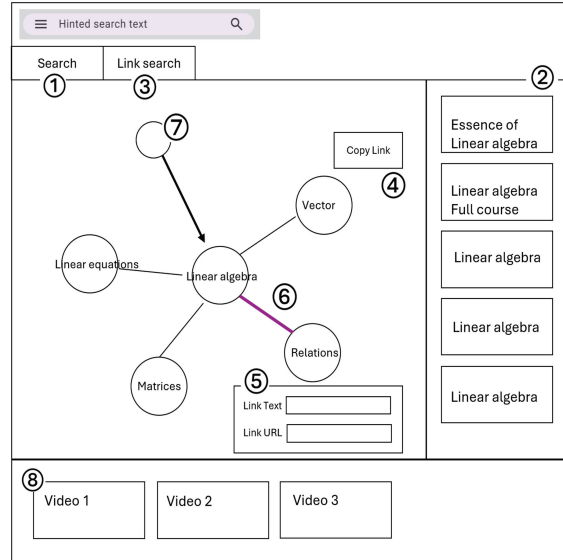 Hinted search text
Search
Link search
①
③
②
⑦
Essence of
Linear algebra
Copy Link
④
Linear algebra
Full course
Vector
Linear equations
Linear algebra
Linear algebra
⑥
Linear algebra
Relations
Matrices
⑤
Link Text
Link URL
Linear algebra
⑧
Video 1
Video 2
Video 3